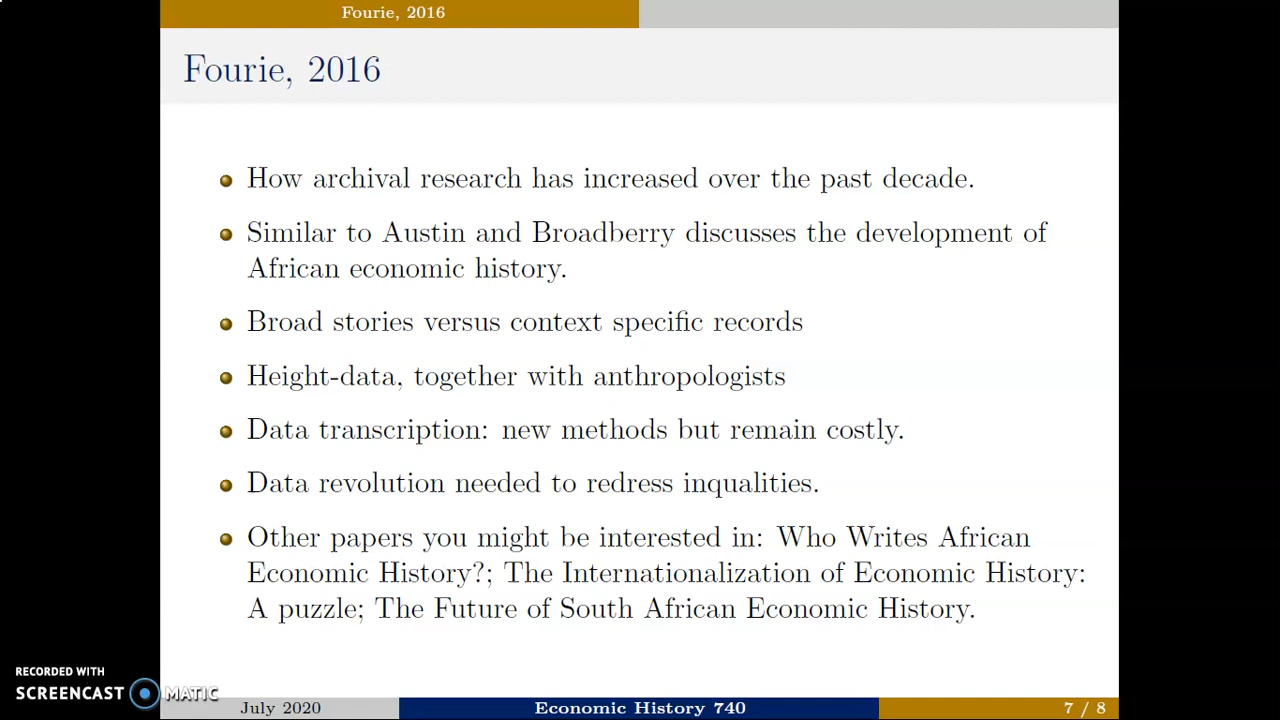 Fourie, 2016
Fourie, 2016
How archival research has increased over the past decade.
Similar to Austin and Broadberry discusses the development of
African economic history.
Broad stories versus context specific records
Height-data, together with anthropologists
Data transcription: new methods but remain costly.
Data revolution needed to redress inqualities.
Other papers you might be interested in: Who Writes African
Economic History?; The Internationalization of Economic History:
A puzzle; The Future of South African Economic History.
RECORDED WITH
SCREENCAST MATIC
July 2020
Economic History 740
7 / 8